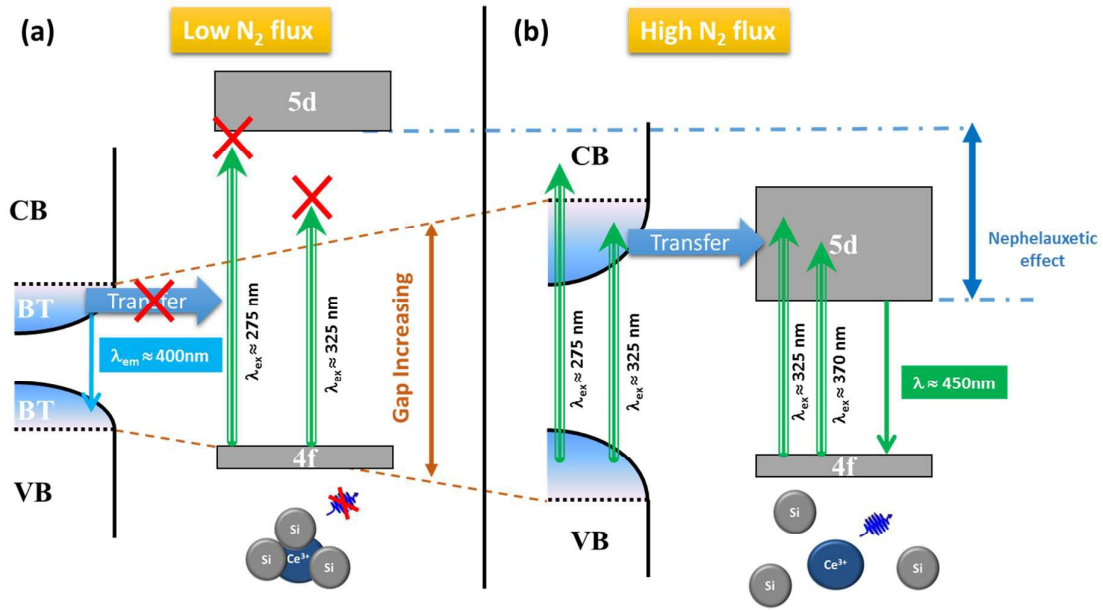 (a)
Low N₂ flux
5d
CB
BT
Transfer
λem ≈ 400nm
BT
VB
λex ≈ 275 nm
λex ≈ 325 nm
4f
Gap Increasing
Si
Si
Ce³⁺
Si
(b)
High N₂ flux
CB
Transfer
5d
Nephelauxetic
effect
λex ≈ 275 nm
λex ≈ 325 nm
λex ≈ 325 nm
λex ≈ 370 nm
λ ≈ 450nm
4f
VB
Si
Ce³⁺
Si
Si